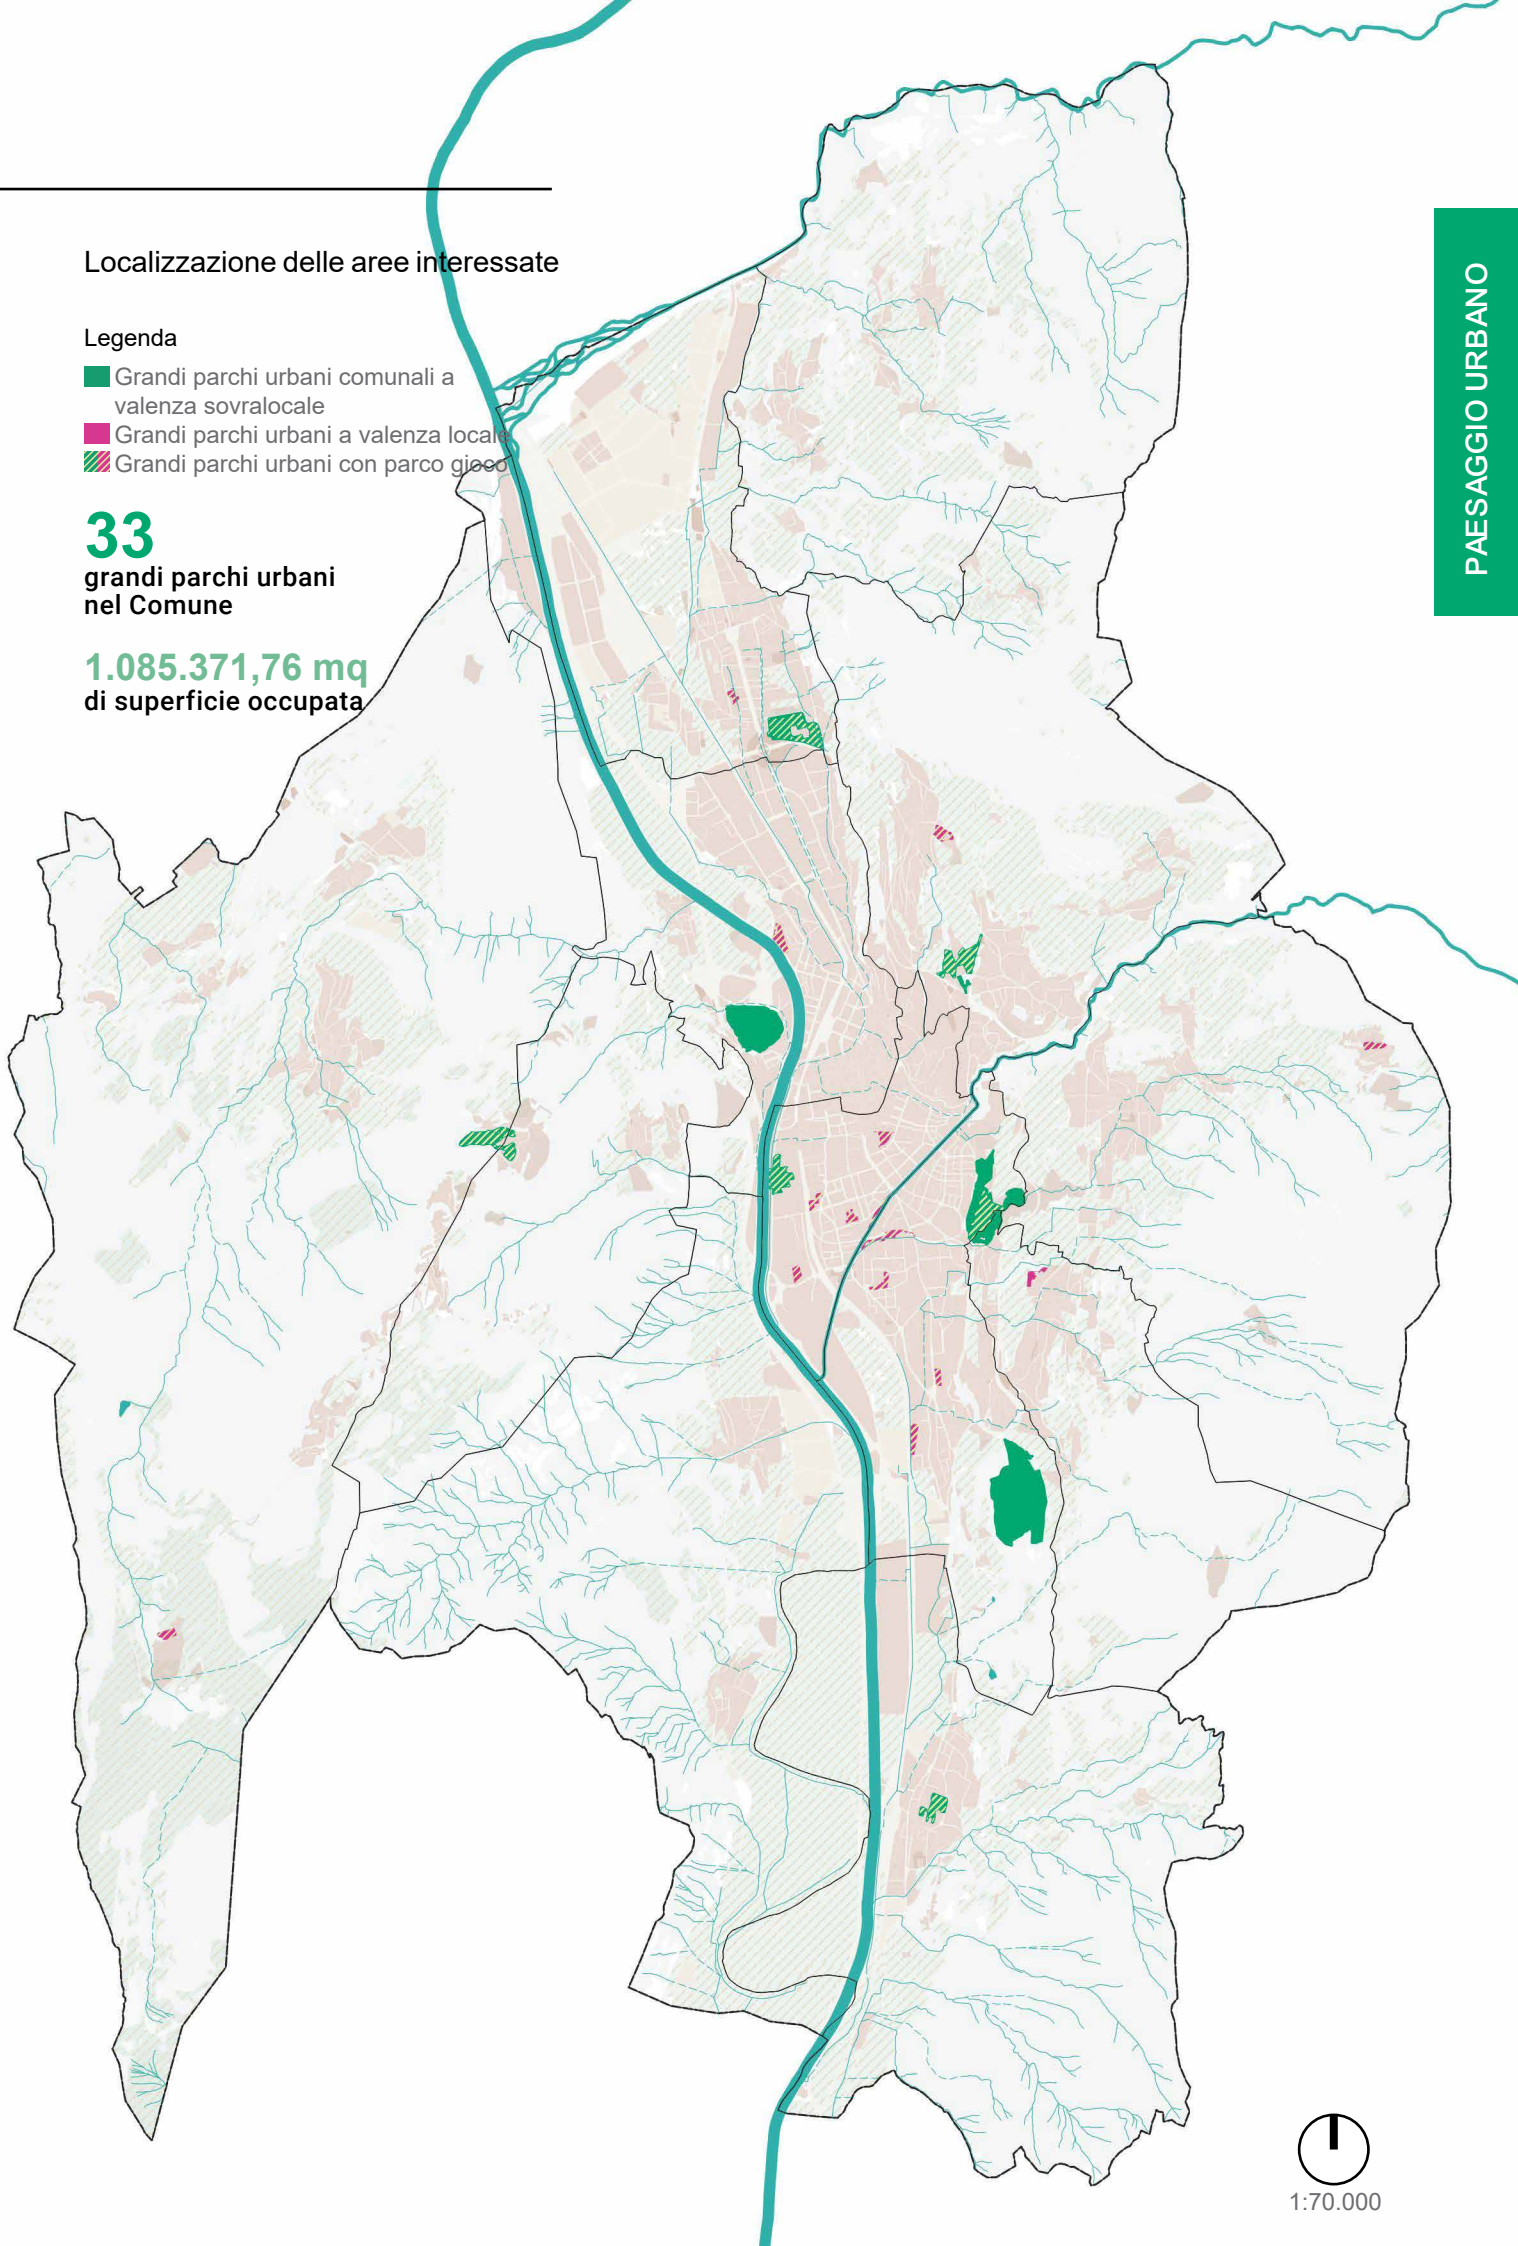 Localizzazione delle aree interessate
Legenda
Grandi parchi urbani comunali a
valenza sovralocale
Grandi parchi urbani a valenza locale
Grandi parchi urbani con parco gioco
33
grandi parchi urbani
nel Comune
1.085.371,76 mq
di superficie occupata
PAESAGGIO URBANO
1:70.000